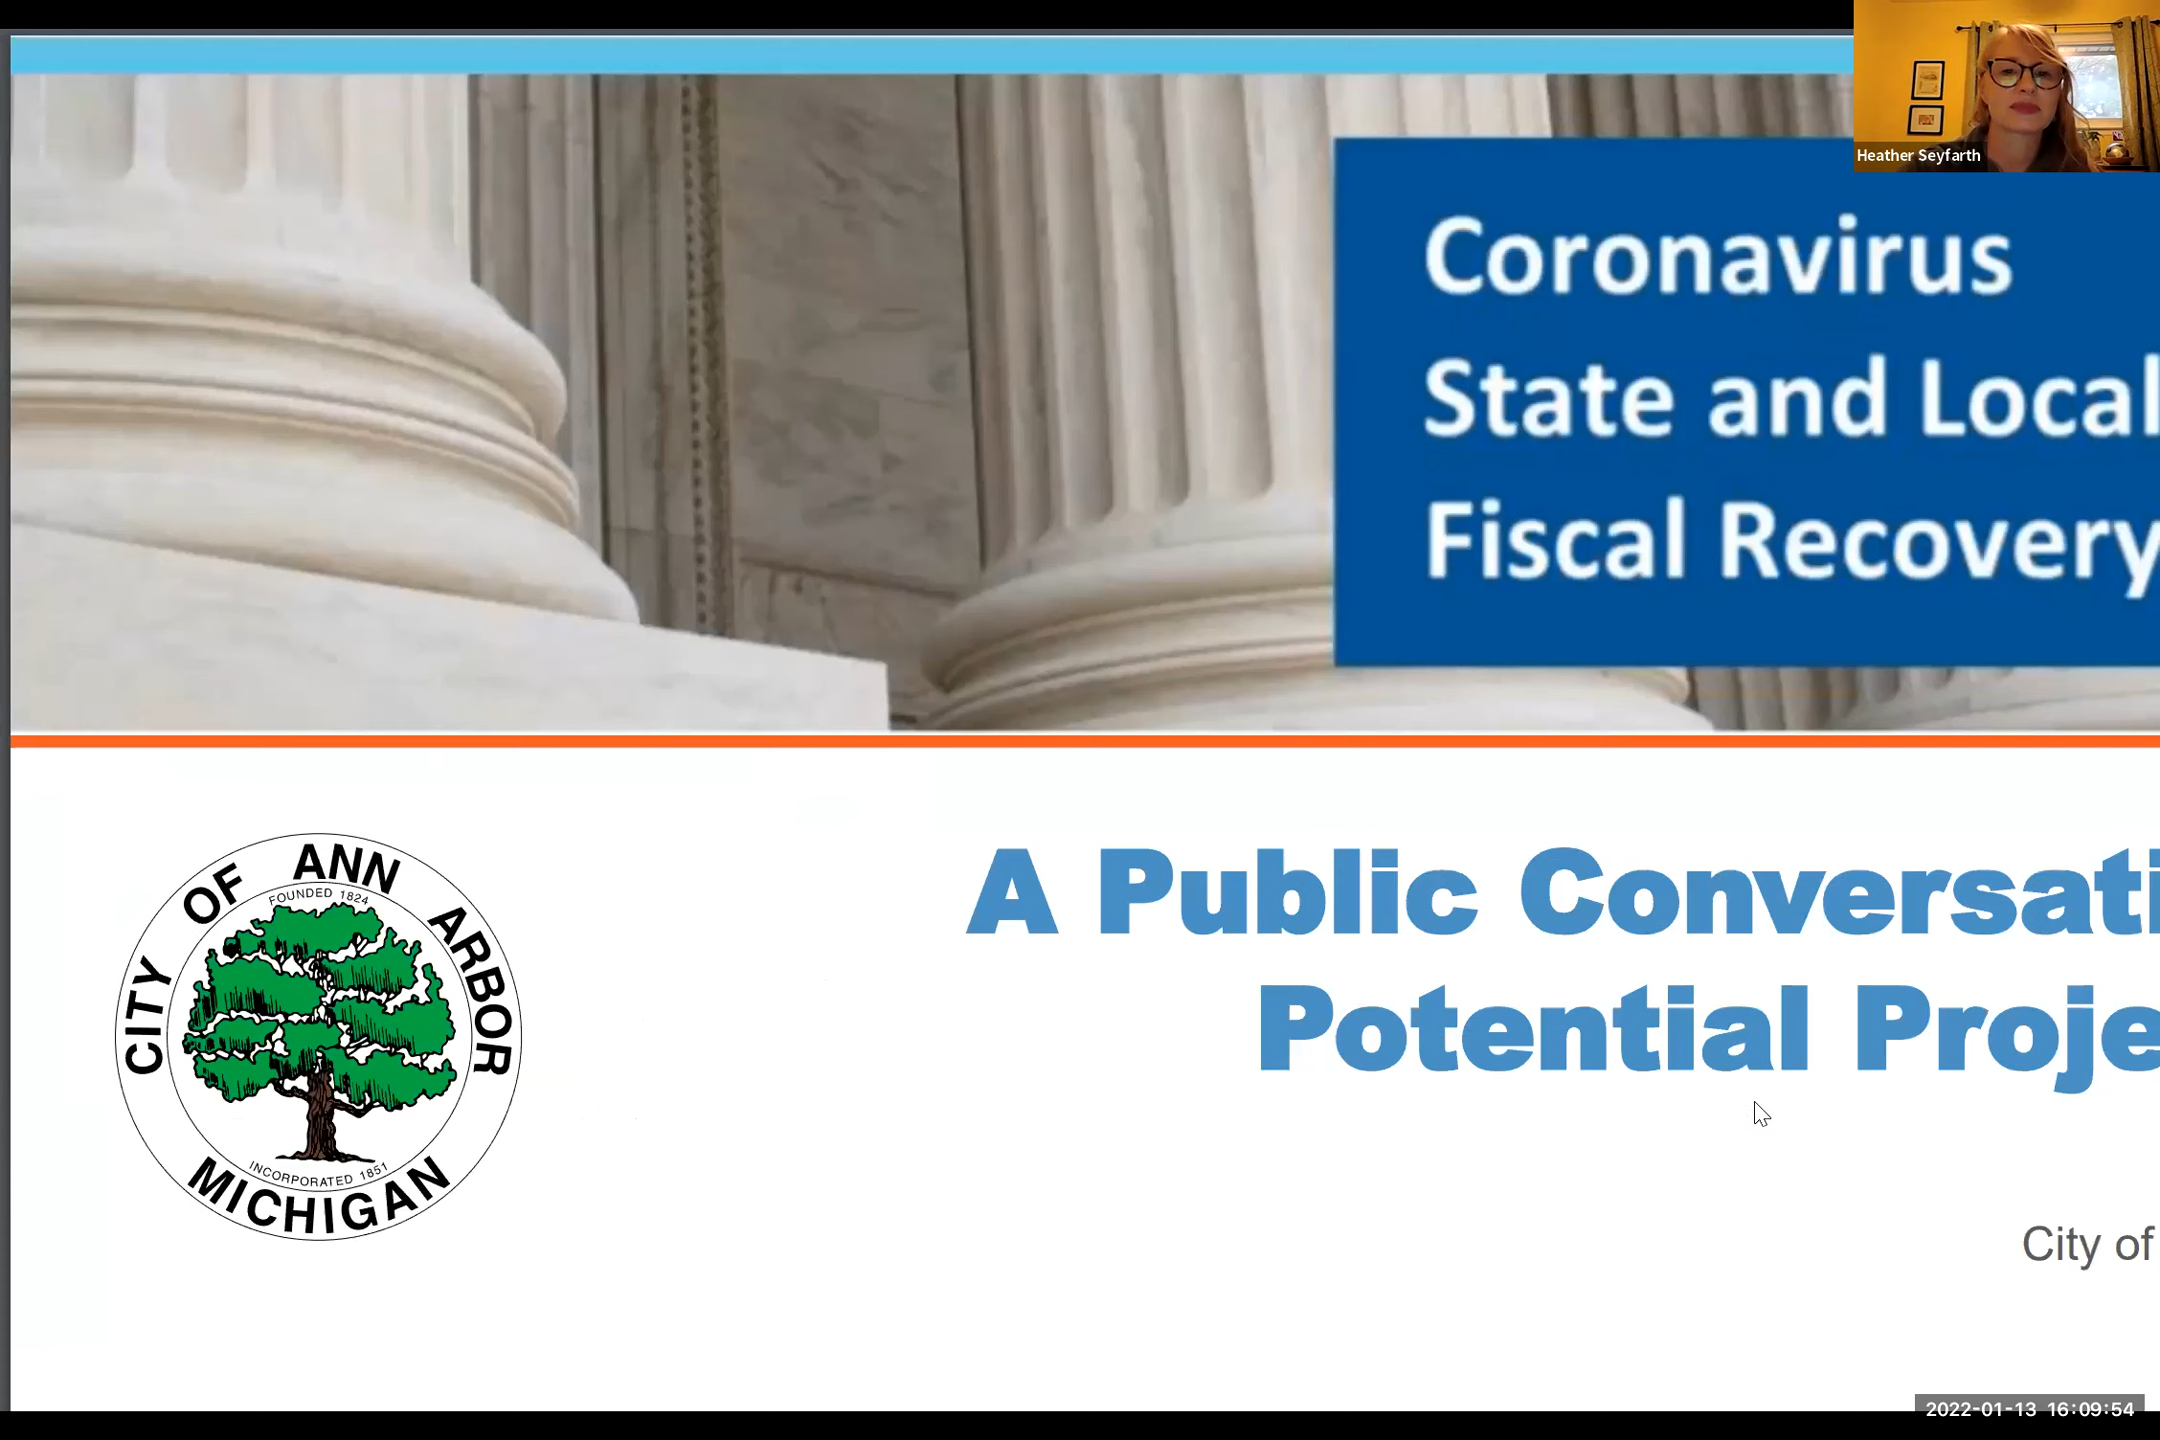 Heather Seyfarth
Coronavirus
State and Local
Fiscal Recovery
A Public Conversati
Potential Proje
CITY OF ANN ARBOR
FOUNDED 1824
INCORPORATED 1851
MICHIGAN
City of
2022-01-13 16:09:54